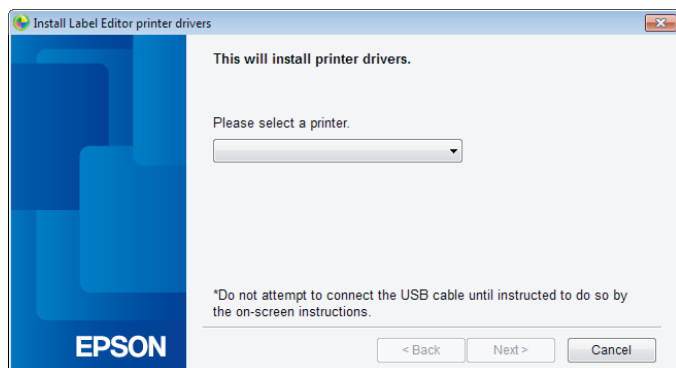 Install Label Editor printer drivers
This will install printer drivers.
Please select a printer.
*Do not attempt to connect the USB cable until instructed to do so by
the on-screen instructions.
EPSON
< Back
Next >
Cancel